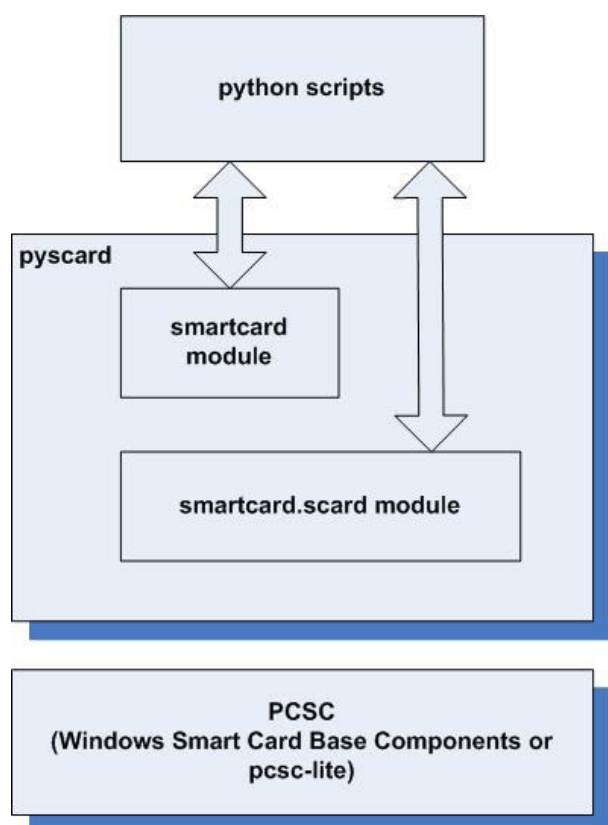 python scripts
pyscard
smartcard
module
smartcard.scard module
PCSC
(Windows Smart Card Base Components or
pcsc-lite)